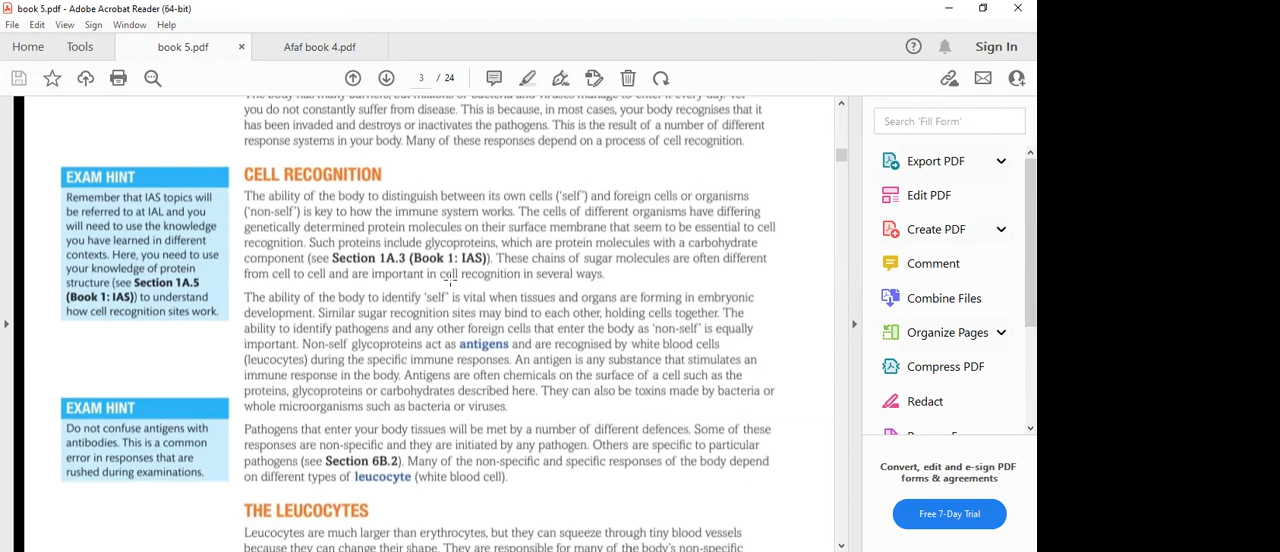 book 5.pdf - Adobe Acrobat Reader (64-bit)
File Edit View Sign Window Help
Home Tools book 5.pdf × Afaf book 4.pdf Sign In
3 / 24
you do not constantly suffer from disease. This is because, in most cases, your body recognises that it
has been invaded and destroys or inactivates the pathogens. This is the result of a number of different
response systems in your body. Many of these responses depend on a process of cell recognition.
EXAM HINT
Remember that IAS topics will
be referred to at IAL and you
will need to use the knowledge
you have learned in different
contexts. Here, you need to use
your knowledge of protein
structure (see Section 1A.5
(Book 1: IAS)) to understand
how cell recognition sites work.
CELL RECOGNITION
The ability of the body to distinguish between its own cells (‘self’) and foreign cells or organisms
(‘non-self’) is key to how the immune system works. The cells of different organisms have differing
genetically determined protein molecules on their surface membrane that seem to be essential to cell
recognition. Such proteins include glycoproteins, which are protein molecules with a carbohydrate
component (see Section 1A.3 (Book 1: IAS)). These chains of sugar molecules are often different
from cell to cell and are important in cell recognition in several ways.
The ability of the body to identify ‘self’ is vital when tissues and organs are forming in embryonic
development. Similar sugar recognition sites may bind to each other, holding cells together. The
ability to identify pathogens and any other foreign cells that enter the body as ‘non-self’ is equally
important. Non-self glycoproteins act as antigens and are recognised by white blood cells
(leucocytes) during the specific immune responses. An antigen is any substance that stimulates an
immune response in the body. Antigens are often chemicals on the surface of a cell such as the
proteins, glycoproteins or carbohydrates described here. They can also be toxins made by bacteria or
whole microorganisms such as bacteria or viruses.
EXAM HINT
Do not confuse antigens with
antibodies. This is a common
error in responses that are
rushed during examinations.
Pathogens that enter your body tissues will be met by a number of different defences. Some of these
responses are non-specific and they are initiated by any pathogen. Others are specific to particular
pathogens (see Section 6B.2). Many of the non-specific and specific responses of the body depend
on different types of leucocyte (white blood cell).
THE LEUCOCYTES
Leucocytes are much larger than erythrocytes, but they can squeeze through tiny blood vessels
because they can change their shape. They are responsible for many of the body's non-specific
Search 'Fill Form'
Export PDF
Edit PDF
Create PDF
Comment
Combine Files
Organize Pages
Compress PDF
Redact
Convert, edit and e-sign PDF
forms & agreements
Free 7-Day Trial